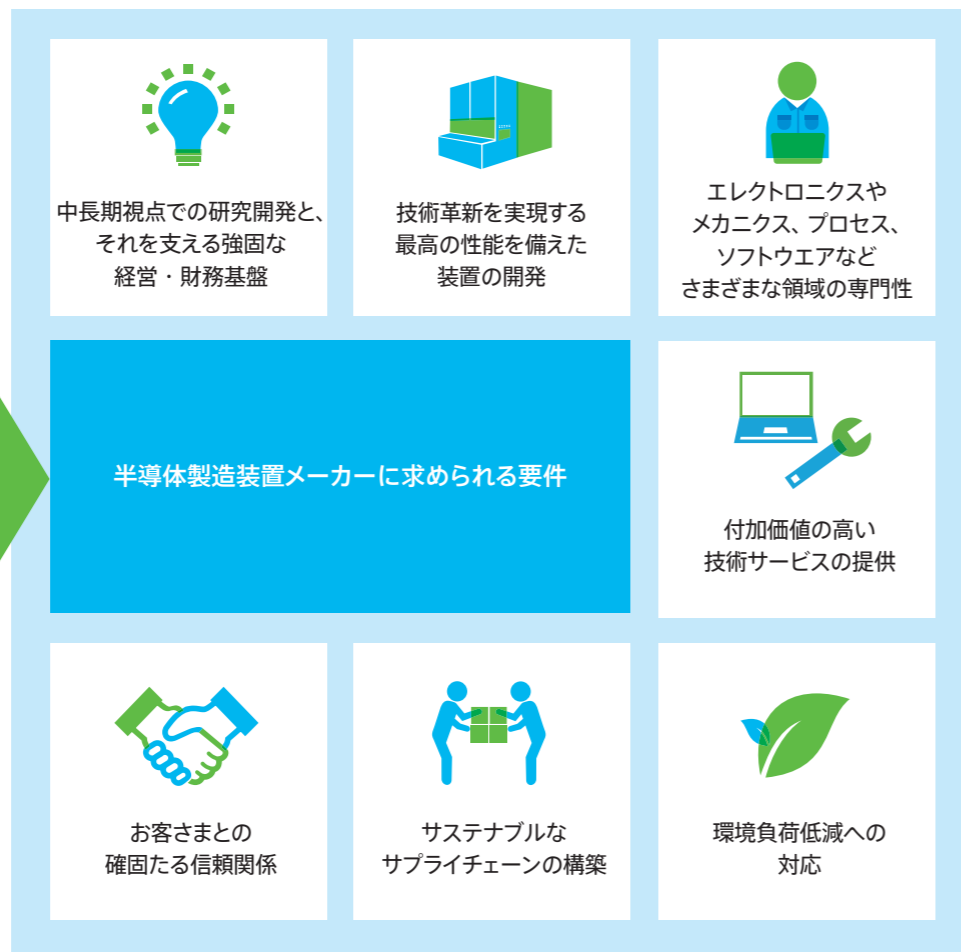 中長期視点での研究開発と、
それを支える強固な
経営・財務基盤
技術革新を実現する
最高の性能を備えた
装置の開発
エレクトロニクスや
メカニクス、プロセス、
ソフトウエアなど
さまざまな領域の専門性
半導体製造装置メーカーに求められる要件
付加価値の高い
技術サービスの提供
お客さまとの
確固たる信頼関係
サステナブルな
サプライチェーンの構築
環境負荷低減への
対応